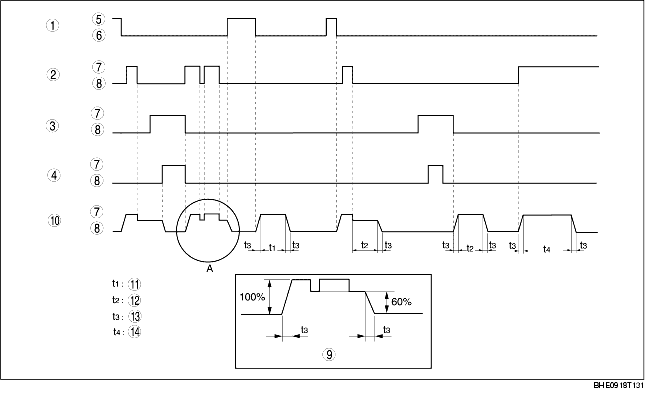 ① ⑤
⑥
② ⑦
⑧
③ ⑦
⑧
④ ⑦
⑧
⑩ ⑦
⑧
t3 t1 t3 t2 t3 t3 t2 t3 t3 t4 t3
A
t1 : ⑪
t2 : ⑫
t3 : ⑬
t4 : ⑭
100% 60%
t3 t3
⑨
BHE0918T131